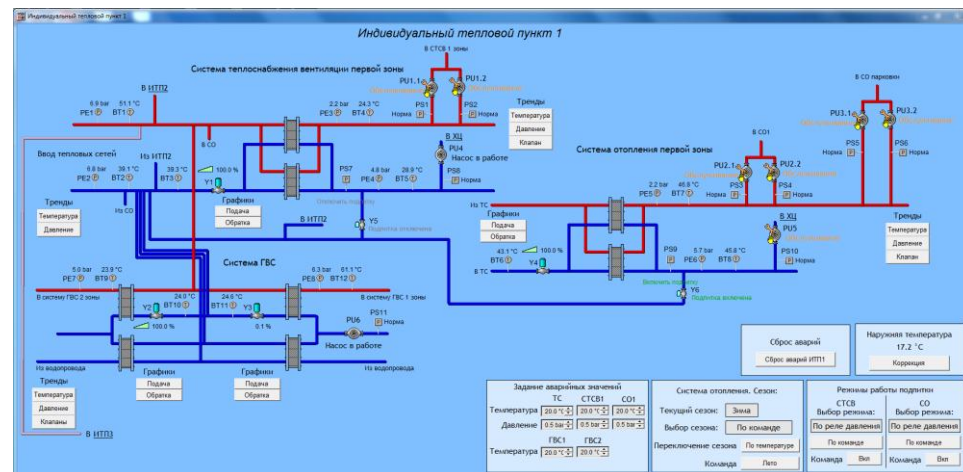 Индивидуальный тепловой пункт 1
Индивидуальный тепловой пункт 1
В СТСВ 1 зоны
Система теплоснабжения вентиляции первой зоны
PU1.1 PU1.2
В СО парковки
В ИТП2
6.9 bar 51.1 °C
PE1 BT1
2.2 bar 24.3 °C
PE3 BT4
PS1 PS2
Норма Норма
Тренды
Температура
Давление
Клапан
PU3.1 PU3.2
В СО
В ХЦ
PU4
Насос в работе
Система отопления первой зоны
В СО1
PS5 PS6
Норма Норма
Ввод тепловых сетей
Из ИТП2
6.8 bar 39.1 °C 38.3 °C
PE2 BT2 BT3
100.0 %
Y1
PS7
4.8 bar 28.9 °C
PE4 BT5
PS8
Норма
PU2.1 PU2.2
PS3 PS4
Норма Норма
2.2 bar 46.8 °C
PE5 BT7
Отключить подпитку
Y5
Подпитка отключена
Графики
Подача
Обратка
Из СО
В ИТП2
Тренды
Температура
Давление
Из ТС
Графики
Подача
Обратка
В ХЦ
PU5
Тренды
Температура
Давление
Клапан
43.1 °C
BT6
100.0 %
Y4
PS9
5.7 bar 45.8 °C
PE6 BT8
PS10
Норма
В ТС
Включить подпитку
Y6
Подпитка включена
Система ГВС
5.0 bar 23.9 °C
PE7 BT9
6.3 bar 61.1 °C
PE8 BT12
В систему ГВС 2 зоны
24.0 °C 24.6 °C
Y2 BT10 BT11 Y3
В систему ГВС 1 зоны
100.0 %
0.1 %
PU6
Насос в работе
PS11
Норма
Из водопровода
Из водопровода
Тренды
Температура
Давление
Клапаны
Графики
Подача
Обратка
Графики
Подача
Обратка
В ИТП3
Сброс аварий
Сброс аварий ИТП1
Наружняя температура
17.2 °C
Коррекция
Задание аварийных значений
ТС СТСВ1 СО1
Температура 20.0 °C 20.0 °C 20.0 °C
Давление 0.5 bar 0.5 bar 0.5 bar
ГВС1 ГВС2
Температура 20.0 °C 20.0 °C
Система отопления. Сезон:
Текущий сезон: Зима
Выбор сезона: По команде
Переключение сезона По температуре
Команда Лето
Режимы работы подпитки
СТСВ СО
Выбор режима: Выбор режима:
По реле давления По реле давления
По команде По команде
Команда Вкл Команда Вкл